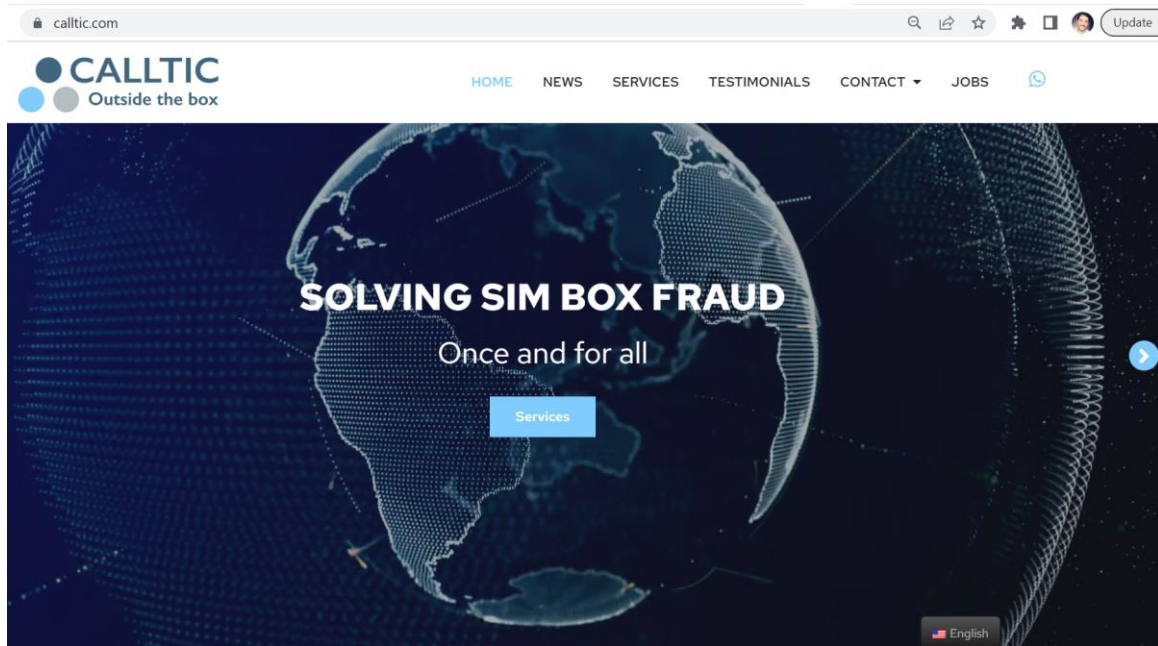 calltic.com
Update
CALLTIC
Outside the box
HOME NEWS SERVICES TESTIMONIALS CONTACT JOBS
SOLVING SIM BOX FRAUD
Once and for all
Services
English